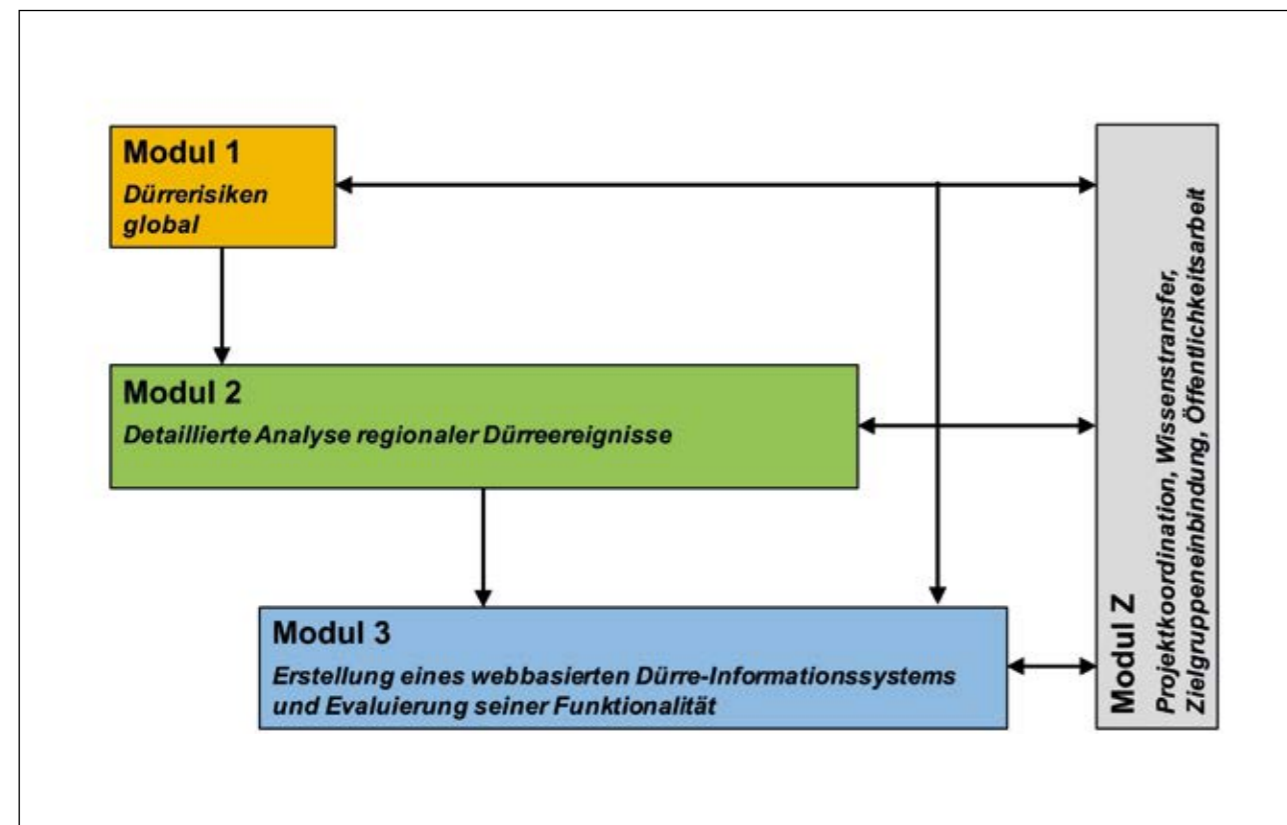 Modul 1
Dürrerisiken
global
Modul 2
Detaillierte Analyse regionaler Dürreereignisse
Modul 3
Erstellung eines webbasierten Dürre-Informationssystems
und Evaluierung seiner Funktionalität
Modul Z
Projektkoordination, Wissenstransfer,
Zielgruppeneinbindung, Öffentlichkeitsarbeit